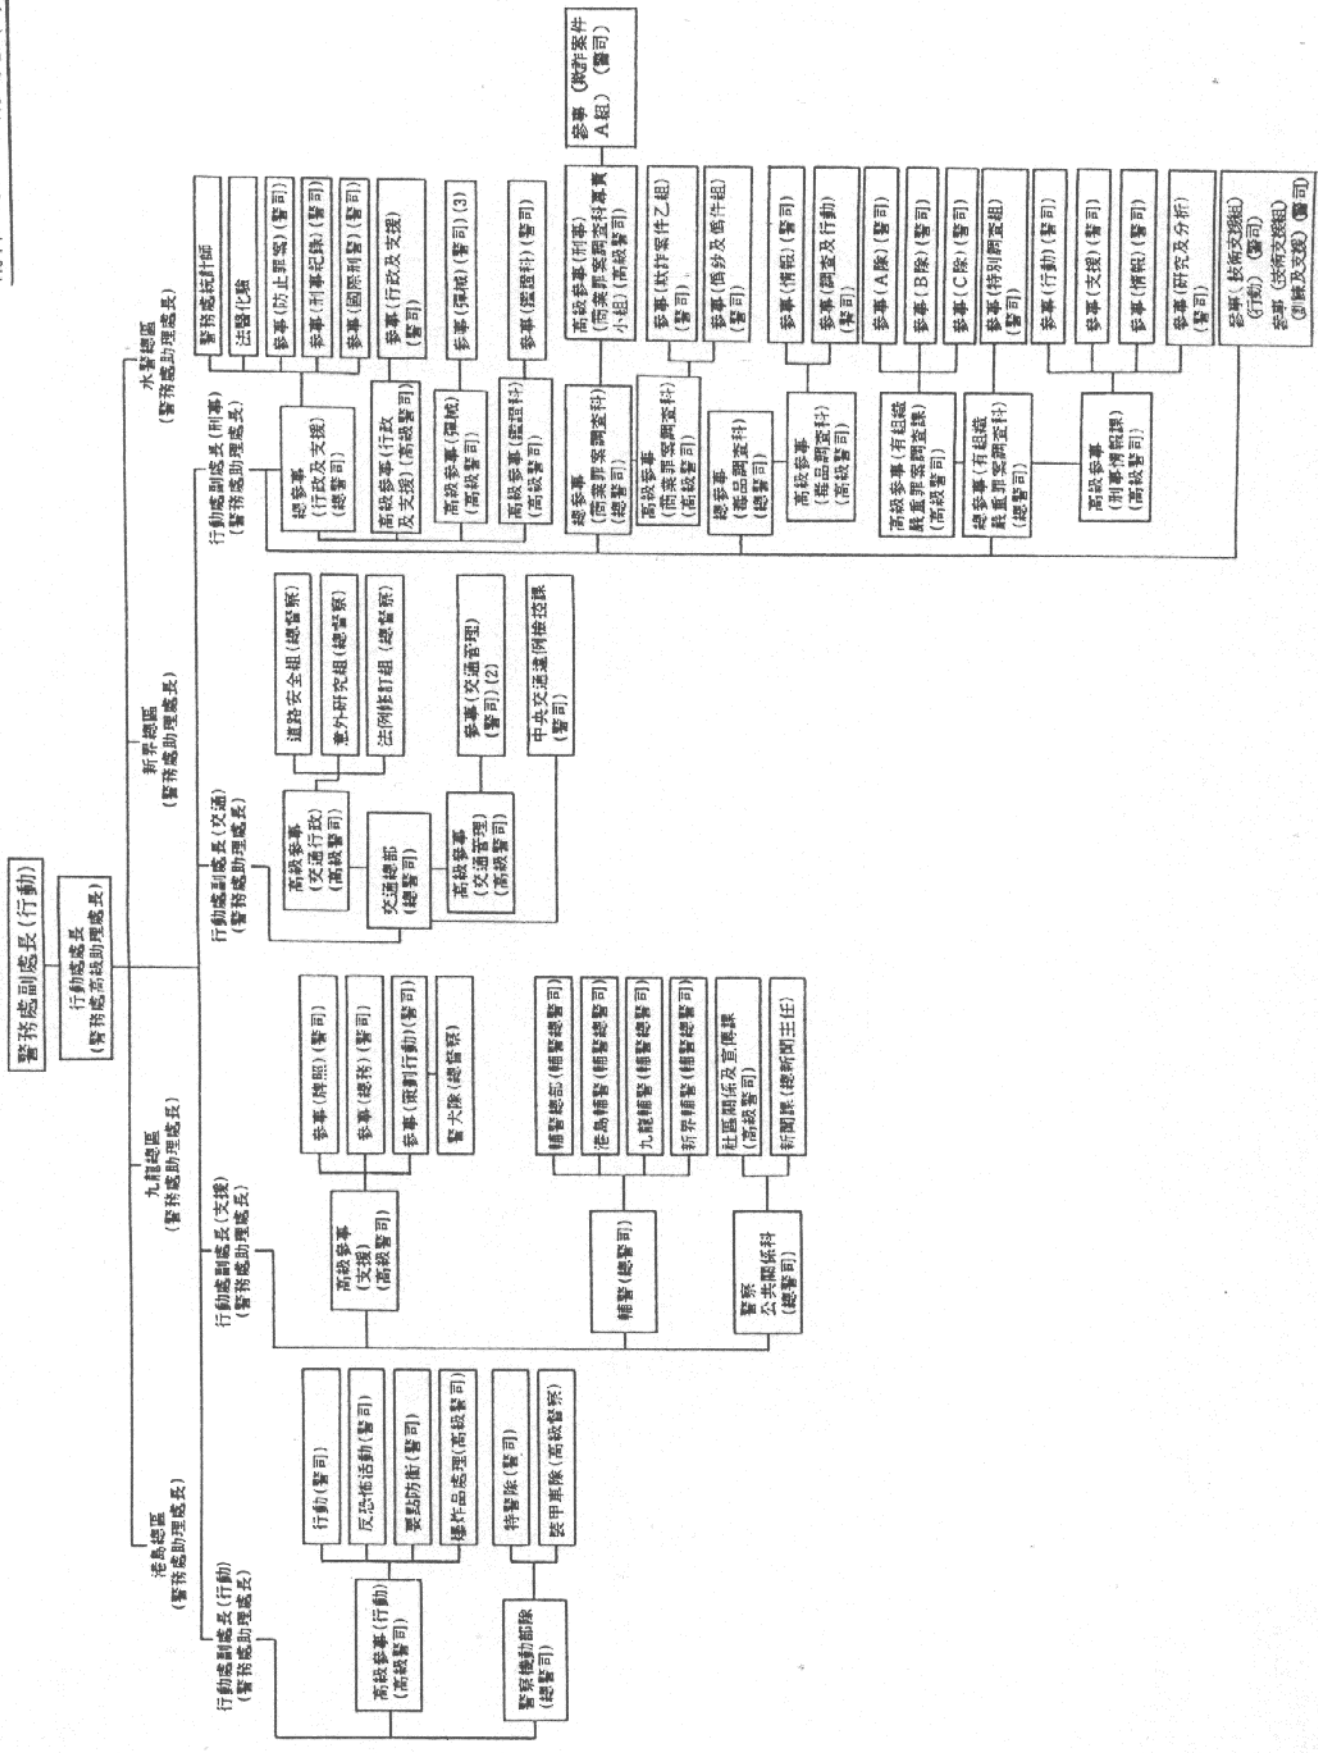 警務處副處長(行動)
行動處處長
(警務處高級助理處長)
港島總區
(警務處助理處長)
九龍總區
(警務處助理處長)
新界總區
(警務處助理處長)
水警總區
(警務處助理處長)
行動處副處長(行動)
(警務處助理處長)
高級參事(行動)
(高級警司)
行動(警司)
反恐怖活動(警司)
要點防衛(警司)
爆炸品處理(高級警司)
警察機動部隊
(總警司)
特警隊(警司)
裝甲車隊(高級督察)
行動處副處長(支援)
(警務處助理處長)
高級參事
(支援)
(高級警司)
參事(牌照)(警司)
參事(總務)(警司)
參事(策劃行動)(警司)
警犬隊(總督察)
輔警(總警司)
輔警總部(輔警總警司)
港島輔警(輔警總警司)
九龍輔警(輔警總警司)
新界輔警(輔警總警司)
警察
公共關係科
(總警司)
社區關係及宣傳課
(高級警司)
新聞課(總新聞主任)
行動處副處長(交通)
(警務處助理處長)
高級參事
(交通行政)
(高級警司)
道路安全組(總督察)
意外研究組(總督察)
法例修訂組(總督察)
交通總部
(總警司)
高級參事
(交通管理)
(高級警司)
參事(交通管理)
(警司)(2)
中央交通違例檢控課
(警司)
行動處副處長(刑事)
(警務處助理處長)
總參事
(行政及支援)
(總警司)
警務處統計師
法醫化驗
參事(防止罪案)(警司)
參事(刑事紀錄)(警司)
參事(國際刑警)(警司)
高級參事(行政
及支援)(高級警司)
參事(行政及支援)
(警司)
高級參事(彈械)
(高級警司)
參事(彈械)(警司)(3)
高級參事(鑑證科)
(高級警司)
參事(鑑證科)(警司)
總參事
(商業罪案調查科)
(總警司)
高級參事(刑事)
(商業罪案調查科專責
小組)(高級警司)
參事(欺詐案件
A組)(警司)
高級參事
(商業罪案調查科)
(高級警司)
參事(欺詐案件乙組)
(警司)
參事(偽鈔及偽件組)
(警司)
總參事
(毒品調查科)
(總警司)
高級參事
(毒品調查科)
(高級警司)
參事(情報)(警司)
參事(調查及行動)
(警司)
高級參事(有組織
嚴重罪案調查課)
(高級警司)
參事(A隊)(警司)
參事(B隊)(警司)
參事(C隊)(警司)
總參事(有組織
嚴重罪案調查科)
(總警司)
參事(特別調查組)
(警司)
高級參事
(刑事情報課)
(高級警司)
參事(行動)(警司)
參事(支援)(警司)
參事(情報)(警司)
參事(研究及分析)
(警司)
參事(技術支援組)
(行動)(警司)
參事(技術支援組)
(訓練及支援)(警司)